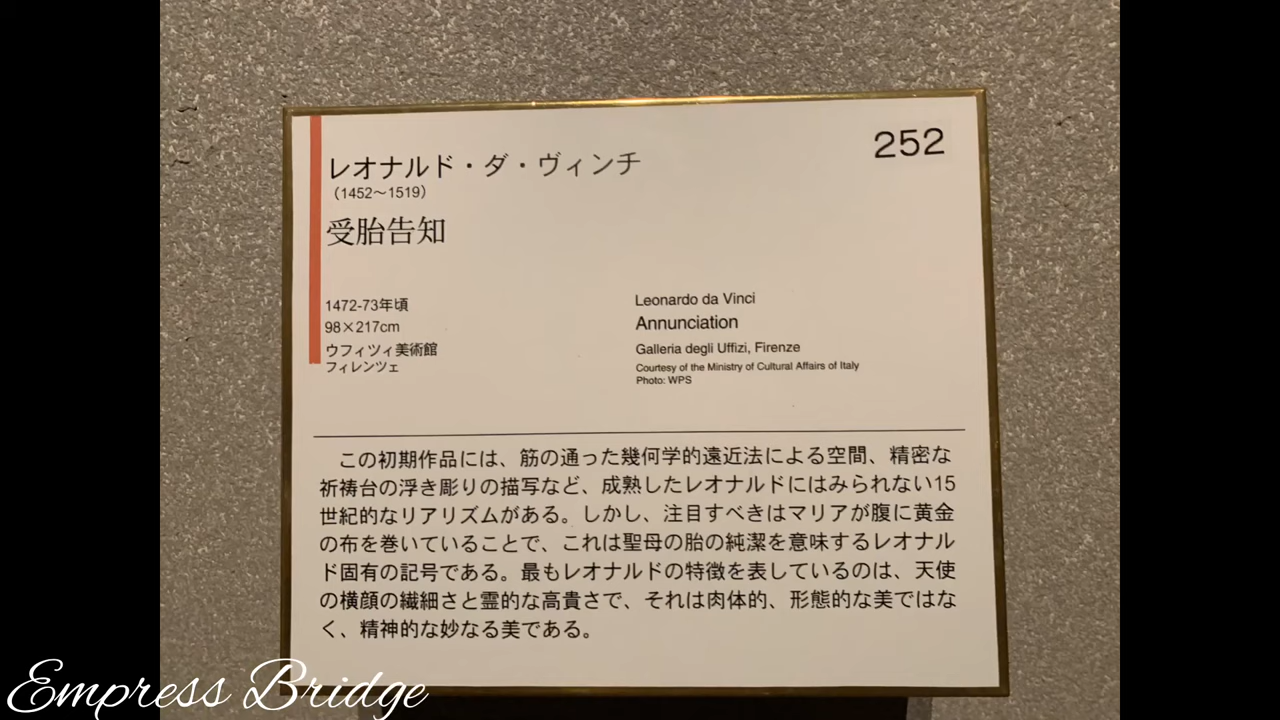 252
レオナルド・ダ・ヴィンチ
（1452〜1519）
受胎告知
1472-73年頃
98×217cm
ウフィツィ美術館
フィレンツェ
Leonardo da Vinci
Annunciation
Galleria degli Uffizi, Firenze
Courtesy of the Ministry of Cultural Affairs of Italy
Photo: WPS
この初期作品には、筋の通った幾何学的遠近法による空間、精密な
祈祷台の浮き彫りの描写など、成熟したレオナルドにはみられない15
世紀的なリアリズムがある。しかし、注目すべきはマリアが腹に黄金
の布を巻いていることで、これは聖母の胎の純潔を意味するレオナル
ド固有の記号である。最もレオナルドの特徴を表しているのは、天使
の横顔の繊細さと霊的な高貴さで、それは肉体的、形態的な美ではな
く、精神的な妙なる美である。
Empress Bridge